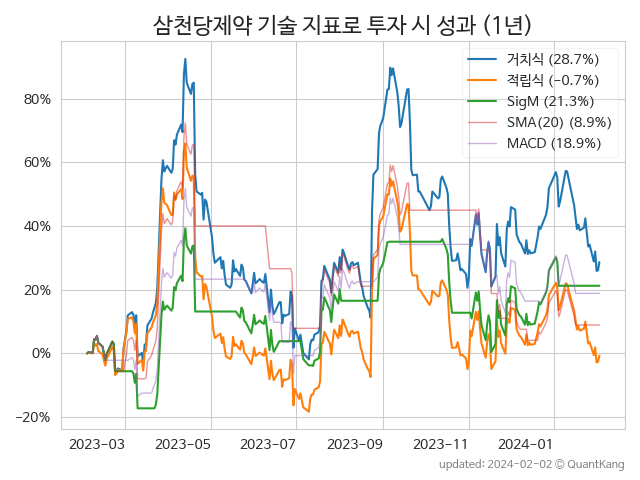 삼천당제약 기술 지표로 투자 시 성과 (1년)
거치식 (28.7%)
적립식 (-0.7%)
SigM (21.3%)
SMA(20) (8.9%)
MACD (18.9%)
80%
60%
40%
20%
0%
-20%
2023-03 2023-05 2023-07 2023-09 2023-11 2024-01
updated: 2024-02-02 © QuantKang